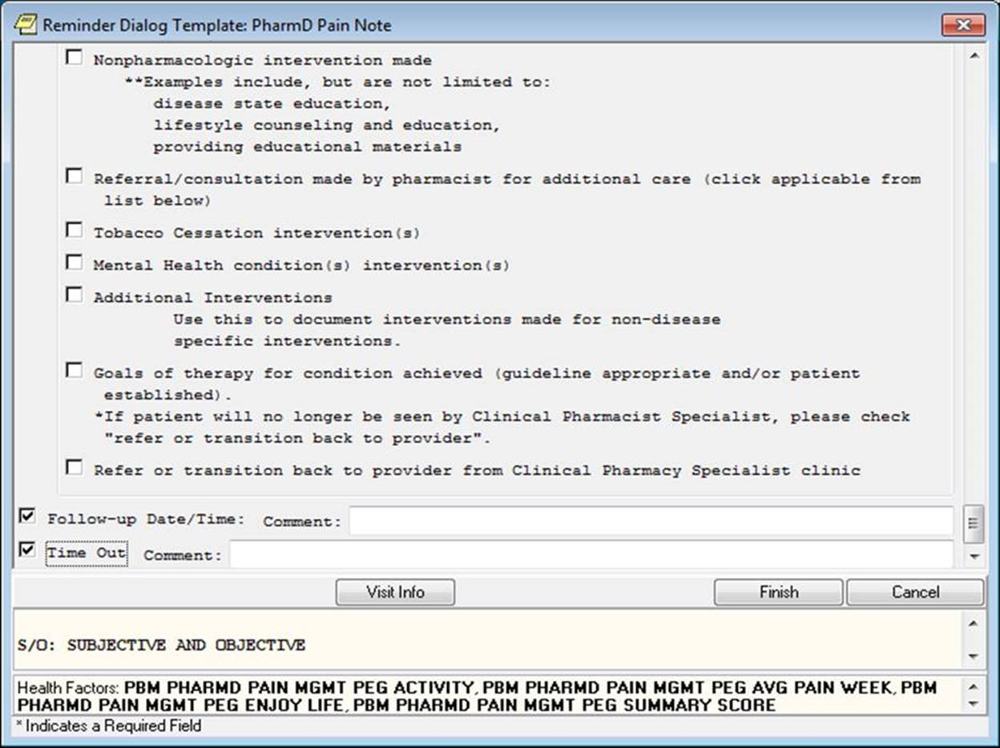 Reminder Dialog Template: PharmD Pain Note
Nonpharmacologic intervention made
**Examples include, but are not limited to:
disease state education,
lifestyle counseling and education,
providing educational materials
Referral/consultation made by pharmacist for additional care (click applicable from
list below)
Tobacco Cessation intervention(s)
Mental Health condition(s) intervention(s)
Additional Interventions
Use this to document interventions made for non-disease
specific interventions.
Goals of therapy for condition achieved (guideline appropriate and/or patient
established).
*If patient will no longer be seen by Clinical Pharmacist Specialist, please check
"refer or transition back to provider".
Refer or transition back to provider from Clinical Pharmacy Specialist clinic
Follow-up Date/Time: Comment:
Time Out Comment:
Visit Info Finish Cancel
S/O: SUBJECTIVE AND OBJECTIVE
Health Factors: PBM PHARMD PAIN MGMT PEG ACTIVITY, PBM PHARMD PAIN MGMT PEG AVG PAIN WEEK, PBM
PHARMD PAIN MGMT PEG ENJOY LIFE, PBM PHARMD PAIN MGMT PEG SUMMARY SCORE
* Indicates a Required Field